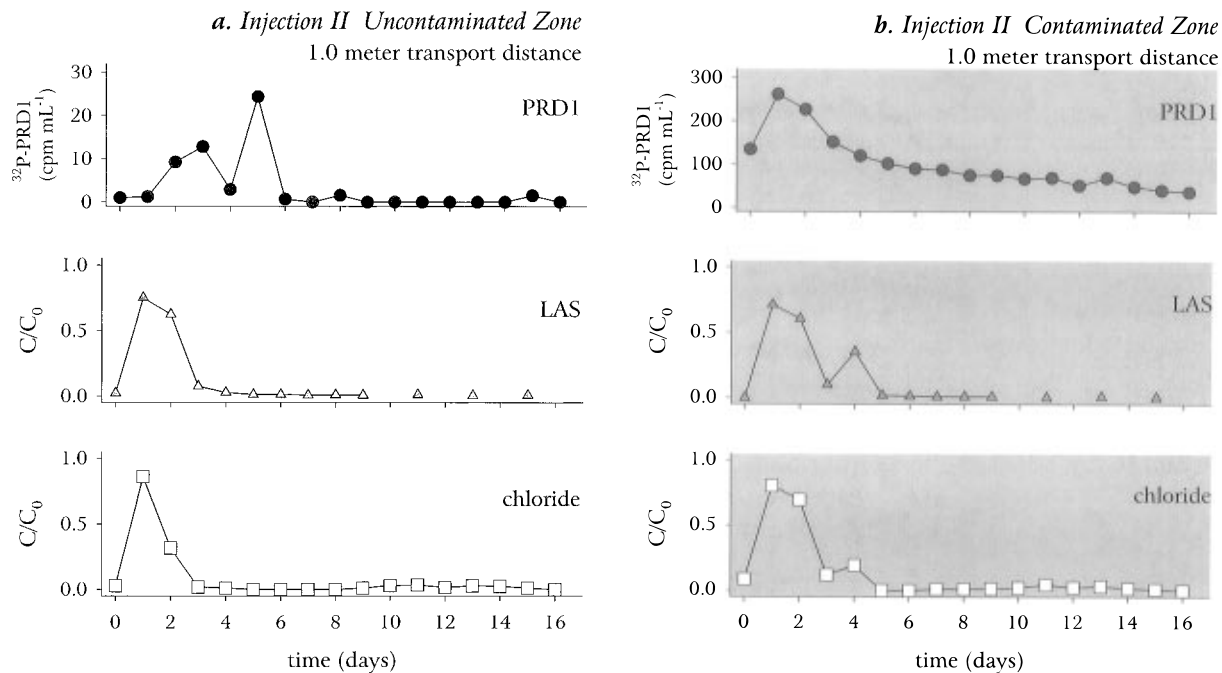 a. Injection II Uncontaminated Zone
1.0 meter transport distance
30
20
10
0
³²P-PRD1
(cpm mL⁻¹)
PRD1
1.0
0.5
0.0
C/C₀
LAS
1.0
0.5
0.0
C/C₀
chloride
0 2 4 6 8 10 12 14 16
time (days)
b. Injection II Contaminated Zone
1.0 meter transport distance
300
200
100
0
³²P-PRD1
(cpm mL⁻¹)
PRD1
1.0
0.5
0.0
C/C₀
LAS
1.0
0.5
0.0
C/C₀
chloride
0 2 4 6 8 10 12 14 16
time (days)